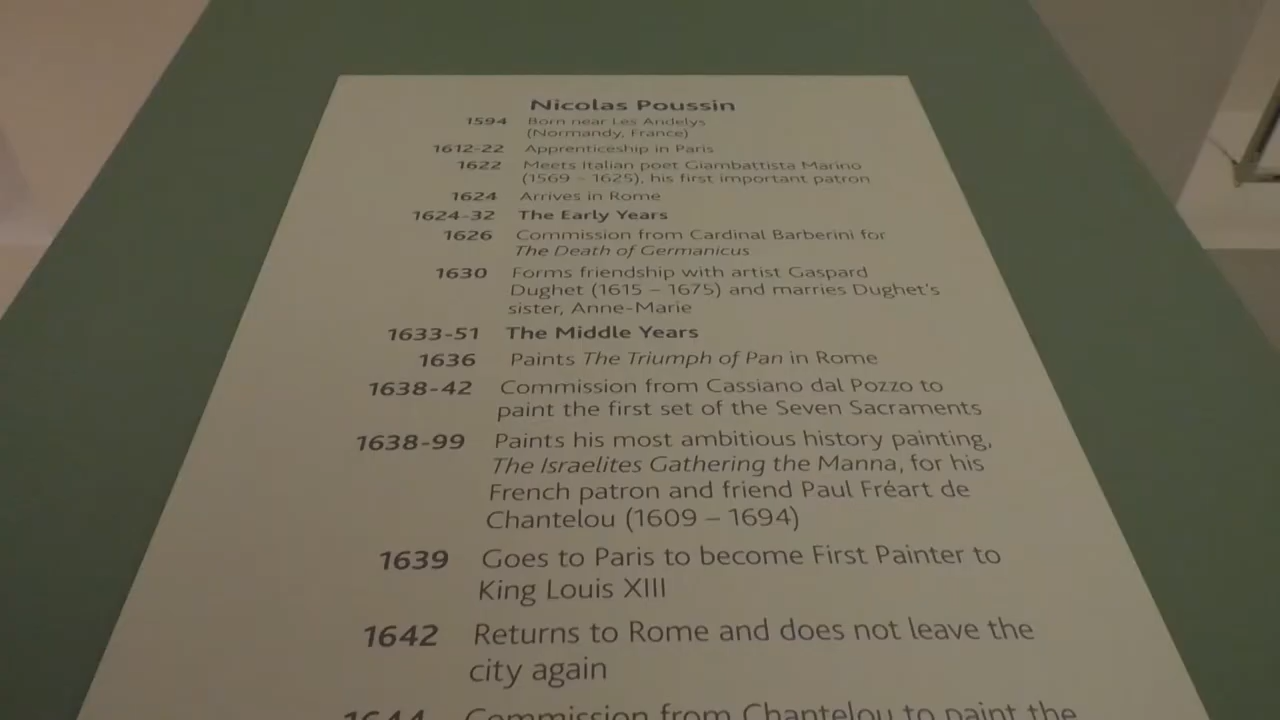 Nicolas Poussin
1594 Born near Les Andelys
(Normandy, France)
1612-22 Apprenticeship in Paris
1622 Meets Italian poet Giambattista Marino
(1569 – 1625), his first important patron
1624 Arrives in Rome
1624-32 The Early Years
1626 Commission from Cardinal Barberini for
The Death of Germanicus
1630 Forms friendship with artist Gaspard
Dughet (1615 – 1675) and marries Dughet's
sister, Anne-Marie
1633-51 The Middle Years
1636 Paints The Triumph of Pan in Rome
1638-42 Commission from Cassiano dal Pozzo to
paint the first set of the Seven Sacraments
1638-99 Paints his most ambitious history painting,
The Israelites Gathering the Manna, for his
French patron and friend Paul Fréart de
Chantelou (1609 – 1694)
1639 Goes to Paris to become First Painter to
King Louis XIII
1642 Returns to Rome and does not leave the
city again
1644 Commission from Chantelou to paint the